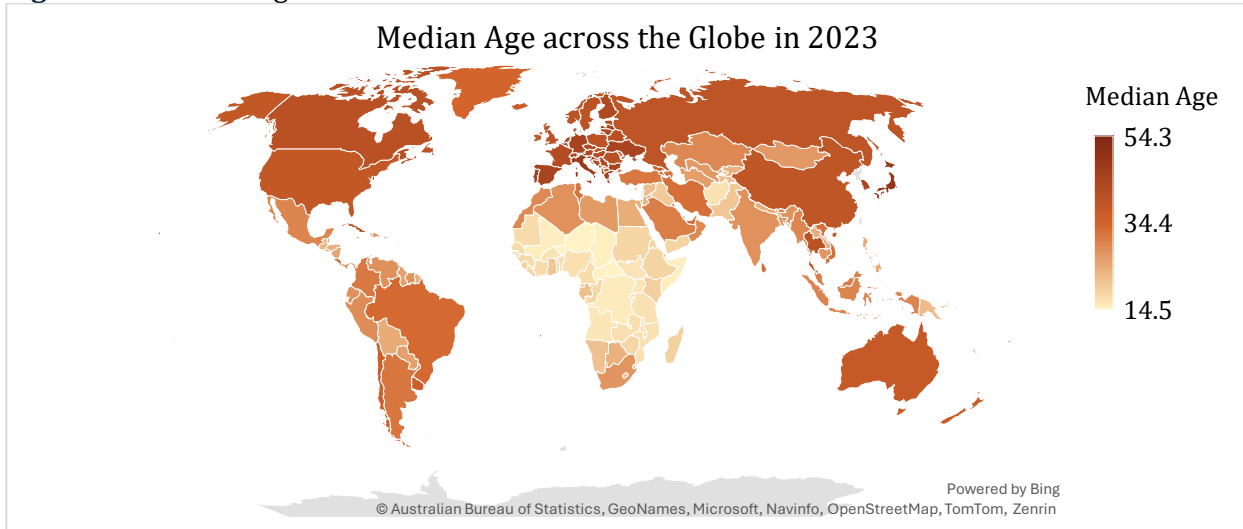 Median Age across the Globe in 2023
Median Age
54.3
34.4
14.5
Powered by Bing
© Australian Bureau of Statistics, GeoNames, Microsoft, Navinfo, OpenStreetMap, TomTom, Zenrin